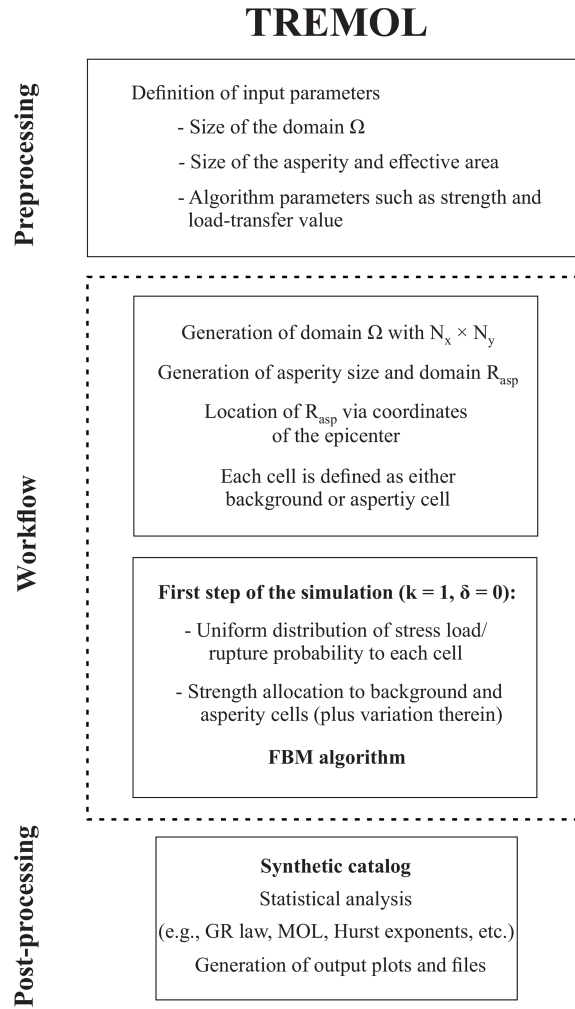 TREMOL
Preprocessing
Definition of input parameters
- Size of the domain Ω
- Size of the asperity and effective area
- Algorithm parameters such as strength and
load-transfer value
Workflow
Generation of domain Ω with Nx × Ny
Generation of asperity size and domain Rasp
Location of Rasp via coordinates
of the epicenter
Each cell is defined as either
background or aspertiy cell
First step of the simulation (k = 1, δ = 0):
- Uniform distribution of stress load/
rupture probability to each cell
- Strength allocation to background and
asperity cells (plus variation therein)
FBM algorithm
Post-processing
Synthetic catalog
Statistical analysis
(e.g., GR law, MOL, Hurst exponents, etc.)
Generation of output plots and files